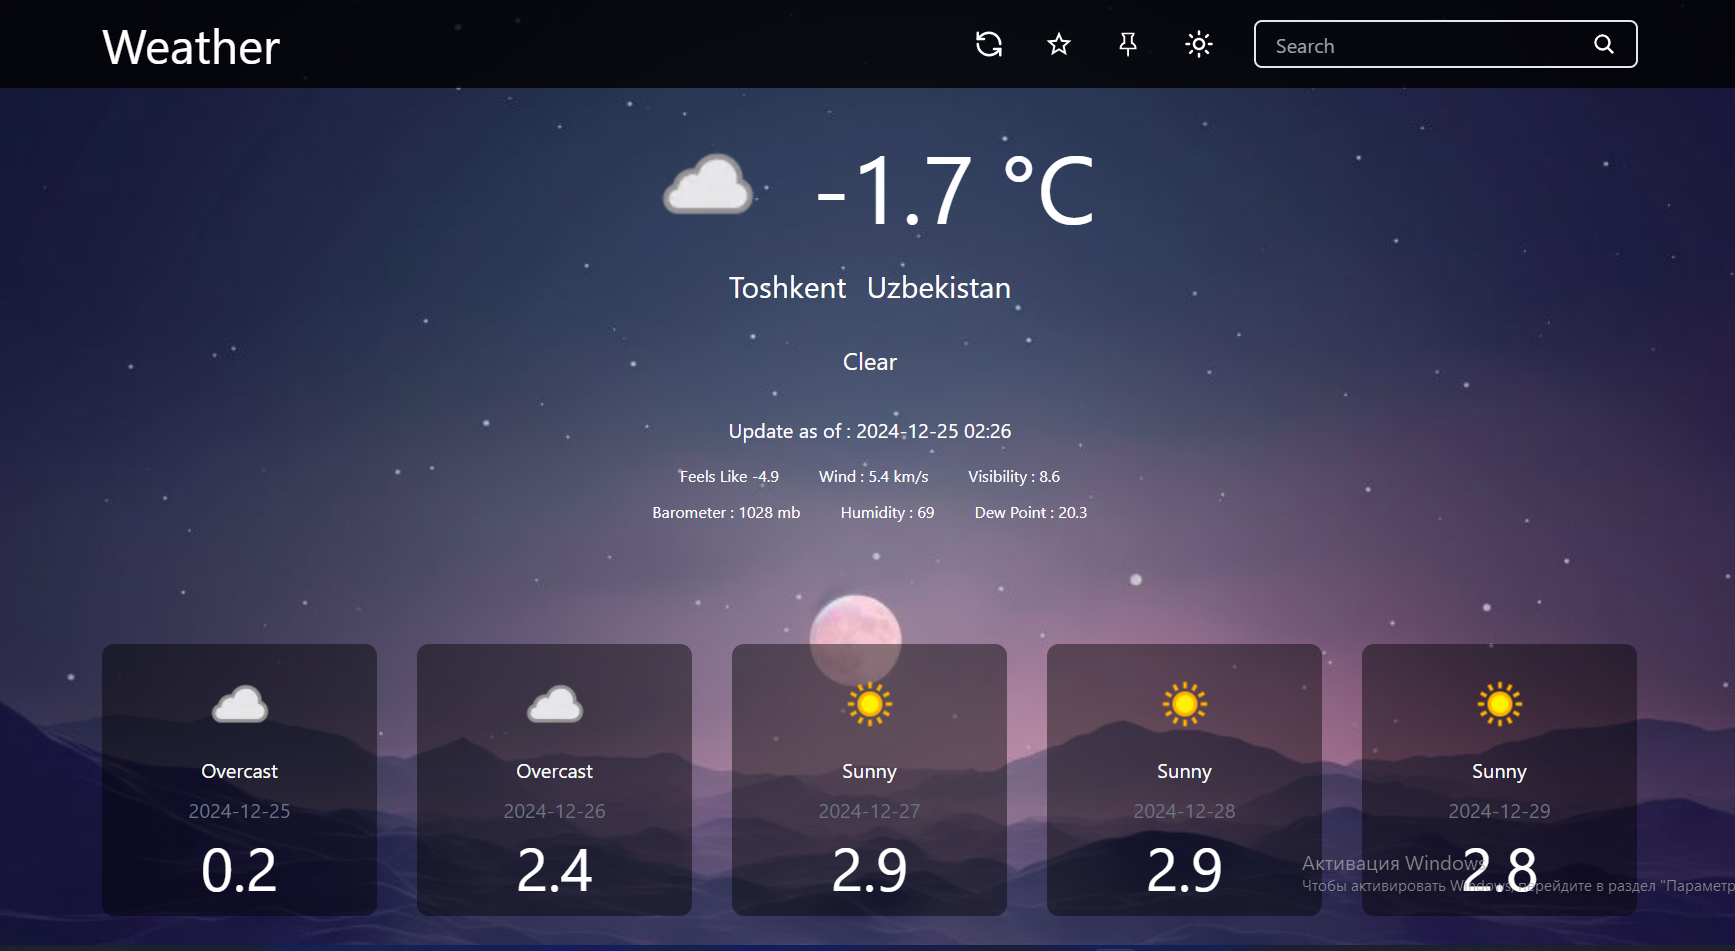 Weather
Search
-1.7 °C
Toshkent Uzbekistan
Clear
Update as of : 2024-12-25 02:26
Feels Like -4.9 Wind : 5.4 km/s Visibility : 8.6
Barometer : 1028 mb Humidity : 69 Dew Point : 20.3
Overcast
2024-12-25
0.2
Overcast
2024-12-26
2.4
Sunny
2024-12-27
2.9
Sunny
2024-12-28
2.9
Sunny
2024-12-29
2.8
Активация Windows
Чтобы активировать Windows, перейдите в раздел "Параметр